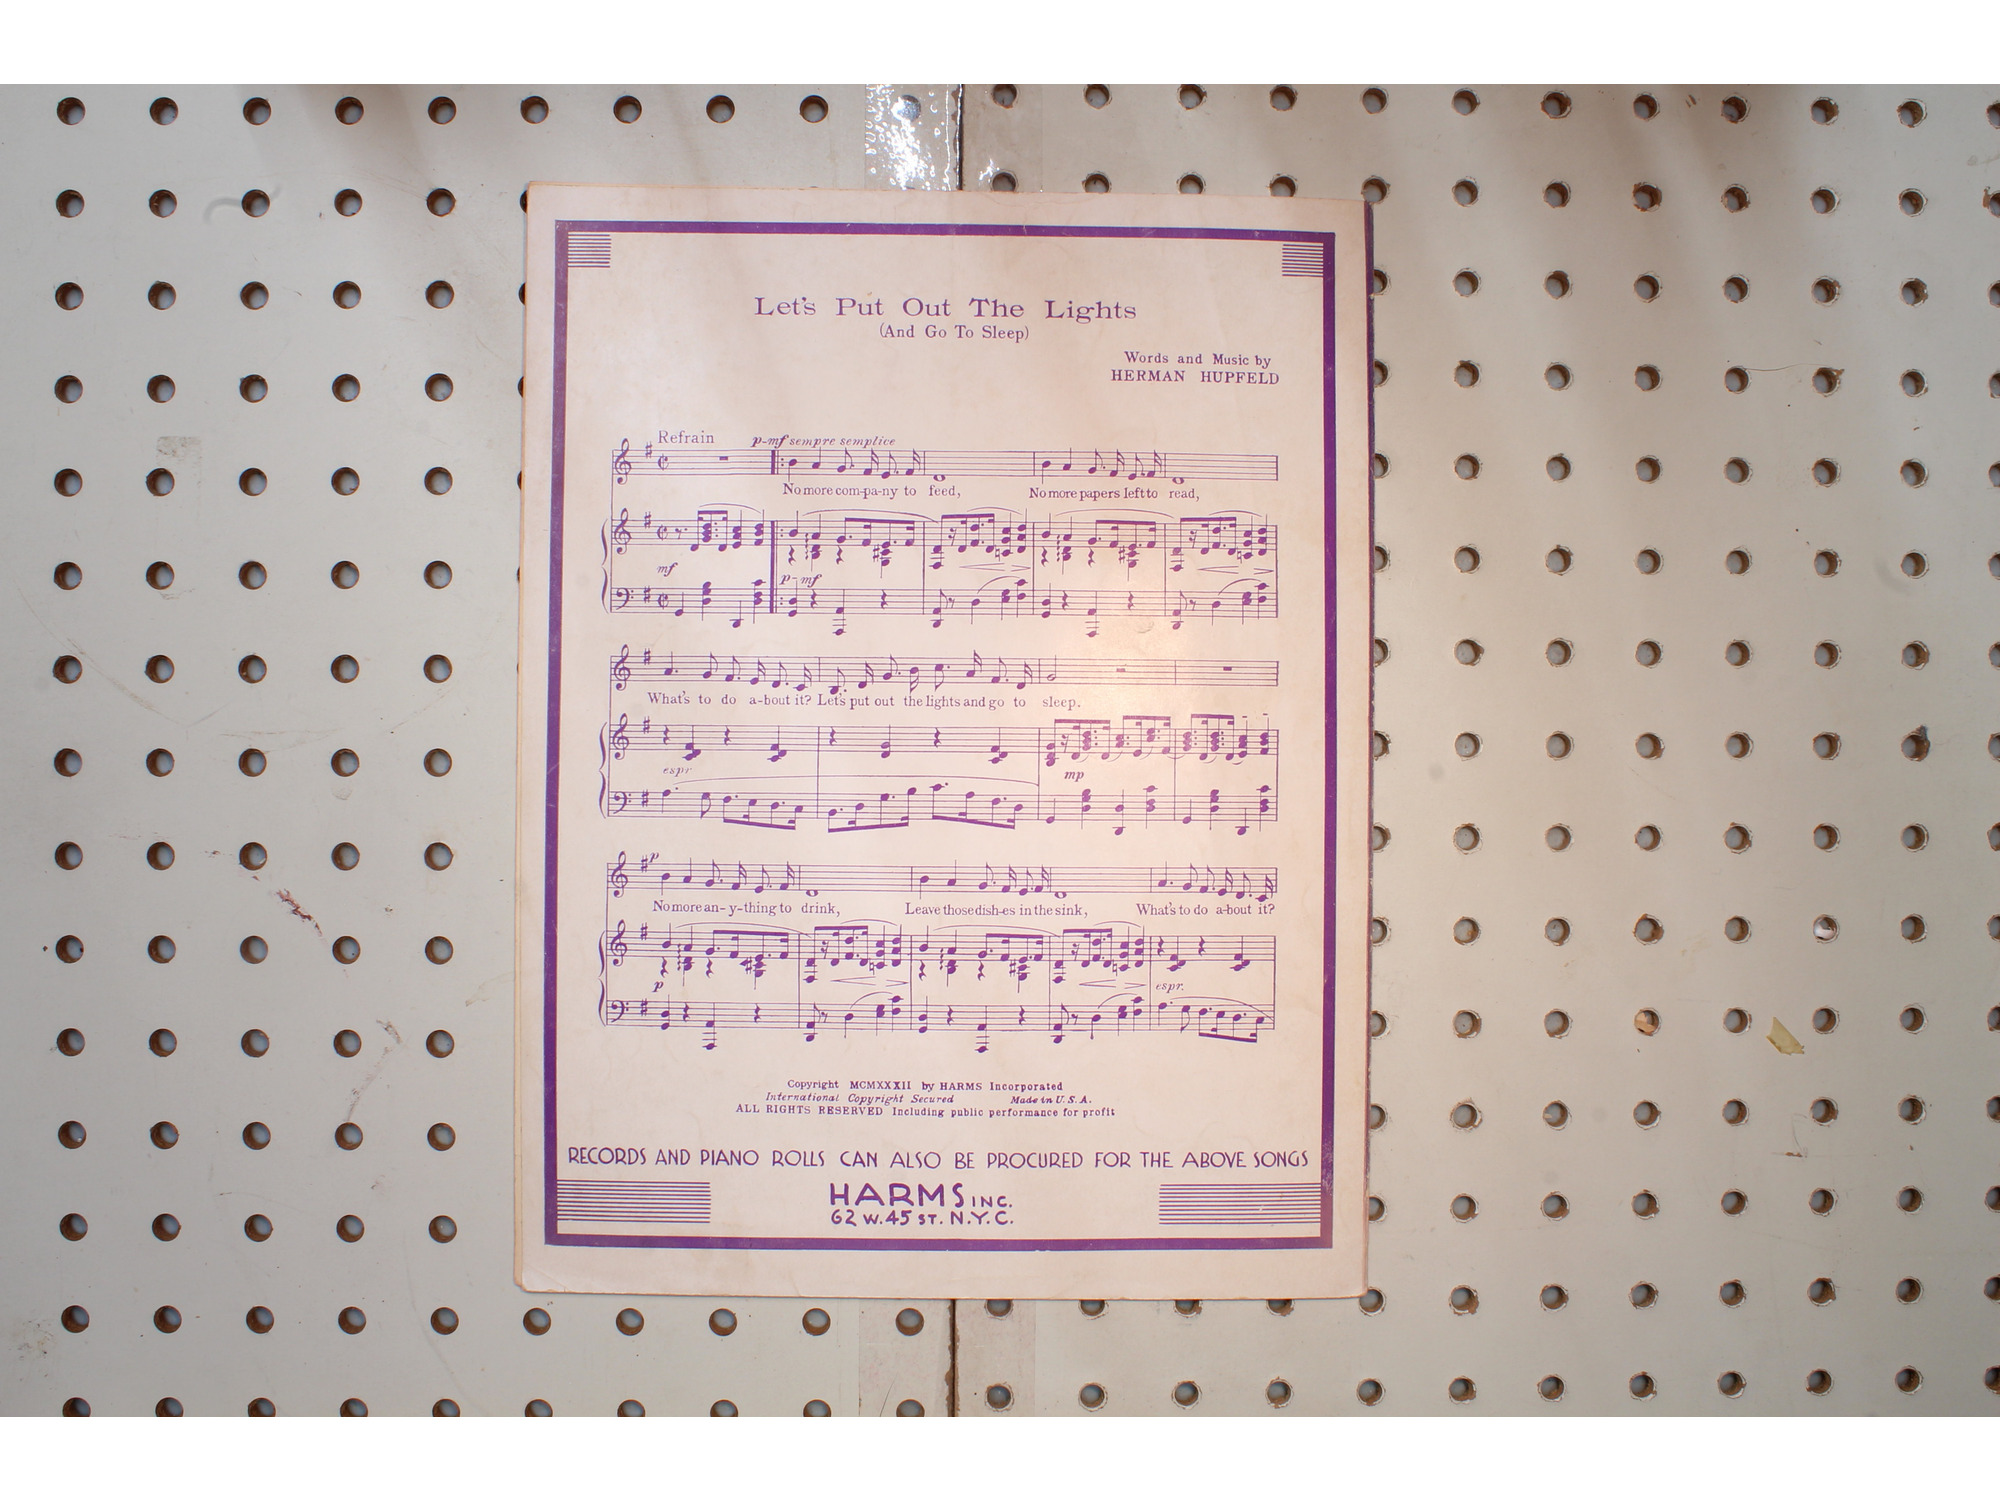 Let's Put Out The Lights
(And Go To Sleep)
Words and Music by
HERMAN HUPFELD
Refrain
p-mf sempre semplice
No more com-pa-ny to feed, No more papers left to read,
mf
p-mf
What's to do a-bout it? Let's put out the lights and go to sleep.
espr
mp
p
No more an-y-thing to drink, Leave those dish-es in the sink, What's to do a-bout it?
p
espr.
Copyright MCMXXXII by HARMS Incorporated
International Copyright Secured Made in U.S.A.
ALL RIGHTS RESERVED Including public performance for profit
RECORDS AND PIANO ROLLS CAN ALSO BE PROCURED FOR THE ABOVE SONGS
HARMS INC.
62 W. 45 ST. N.Y.C.